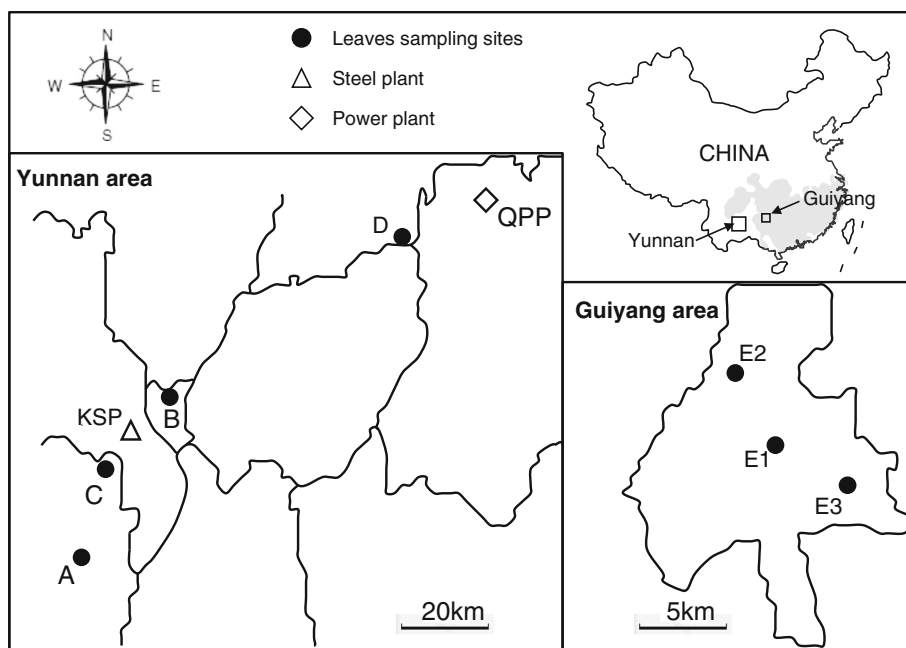 N
W E
S
Leaves sampling sites
Steel plant
Power plant
CHINA
Guiyang
Yunnan
Yunnan area
D
QPP
B
KSP
C
A
20km
Guiyang area
E2
E1
E3
5km